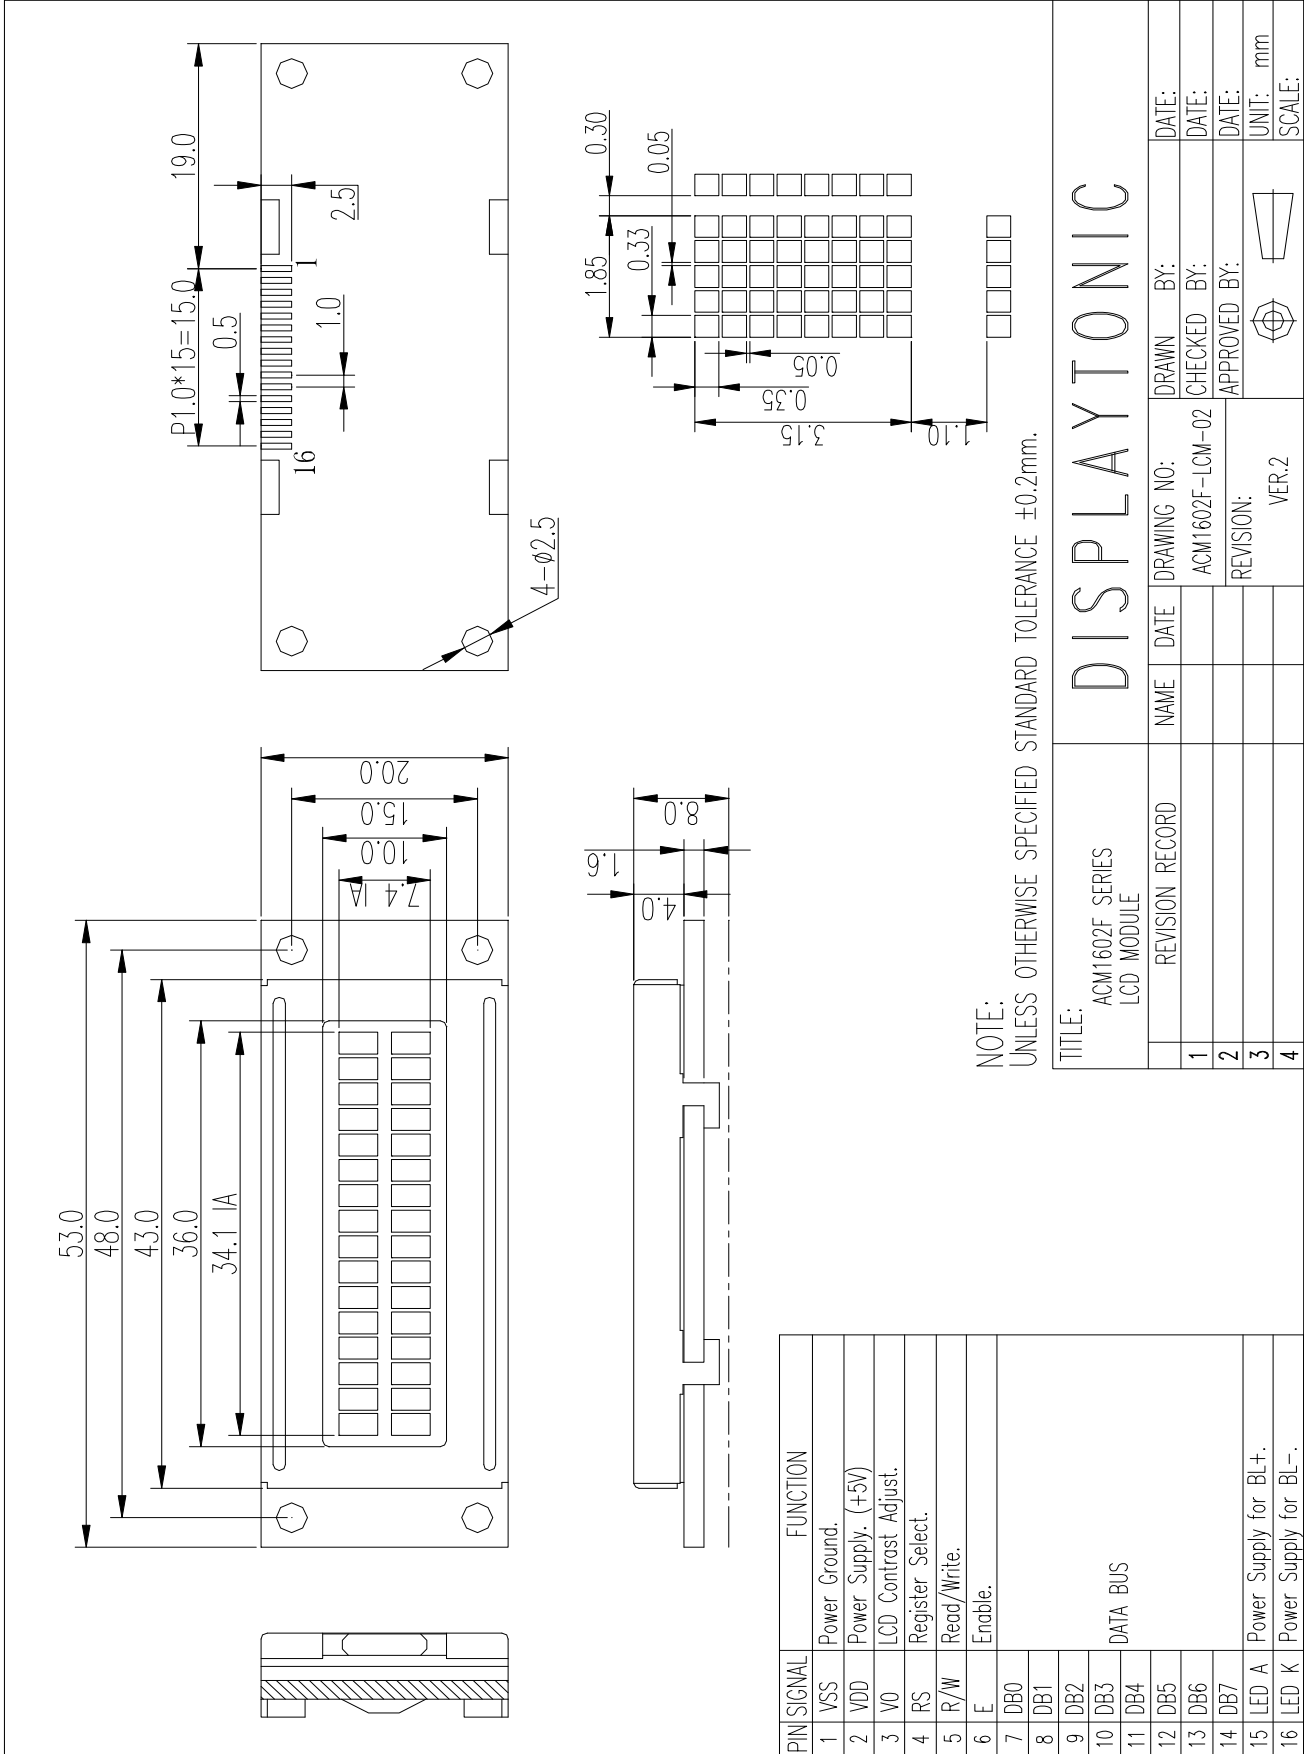 53.0
48.0
43.0
36.0
34.1 IA
20.0
15.0
10.0
7.4 IA
P1.0*15=15.0
19.0
0.5
2.5
1.0
16
1
4-ø2.5
8.0
1.6
4.0
1.85
0.30
0.33
0.05
0.05
0.35
3.15
1.10
PIN SIGNAL FUNCTION
1 VSS Power Ground.
2 VDD Power Supply. (+5V)
3 VO LCD Contrast Adjust.
4 RS Register Select.
5 R/W Read/Write.
6 E Enable.
7 DB0
8 DB1
9 DB2
10 DB3 DATA BUS
11 DB4
12 DB5
13 DB6
14 DB7
15 LED A Power Supply for BL+.
16 LED K Power Supply for BL-.
NOTE:
UNLESS OTHERWISE SPECIFIED STANDARD TOLERANCE ±0.2mm.
TITLE:
ACM1602F SERIES
LCD MODULE
DISPLAYTONIC
REVISION RECORD NAME DATE
1
2
3
4
DRAWING NO:
ACM1602F-LCM-02
REVISION:
VER.2
DRAWN BY: DATE:
CHECKED BY: DATE:
APPROVED BY: DATE:
UNIT: mm
SCALE: